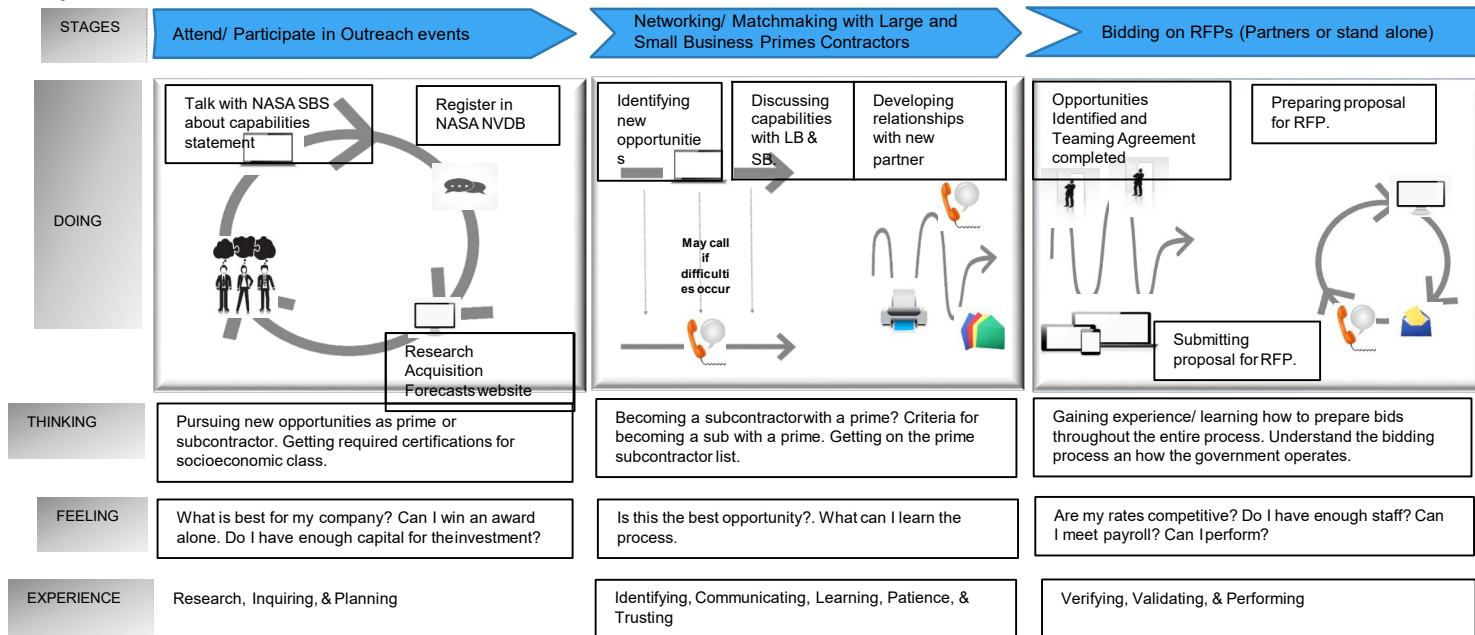 STAGES
Attend/ Participate in Outreach events
Networking/ Matchmaking with Large and
Small Business Primes Contractors
Bidding on RFPs (Partners or stand alone)
DOING
Talk with NASA SBS
about capabilities
statement
Register in
NASA NVDB
Research
Acquisition
Forecasts website
Identifying
new
opportunitie
s
Discussing
capabilities
with LB &
SB.
Developing
relationships
with new
partner
May call
if
difficulti
es occur
Opportunities
Identified and
Teaming Agreement
completed
Preparing proposal
for RFP.
Submitting
proposal for RFP.
THINKING
Pursuing new opportunities as prime or
subcontractor. Getting required certifications for
socioeconomic class.
Becoming a subcontractor with a prime? Criteria for
becoming a sub with a prime. Getting on the prime
subcontractor list.
Gaining experience/ learning how to prepare bids
throughout the entire process. Understand the bidding
process an how the government operates.
FEELING
What is best for my company? Can I win an award
alone. Do I have enough capital for the investment?
Is this the best opportunity?. What can I learn the
process.
Are my rates competitive? Do I have enough staff? Can
I meet payroll? Can I perform?
EXPERIENCE
Research, Inquiring, & Planning
Identifying, Communicating, Learning, Patience, &
Trusting
Verifying, Validating, & Performing